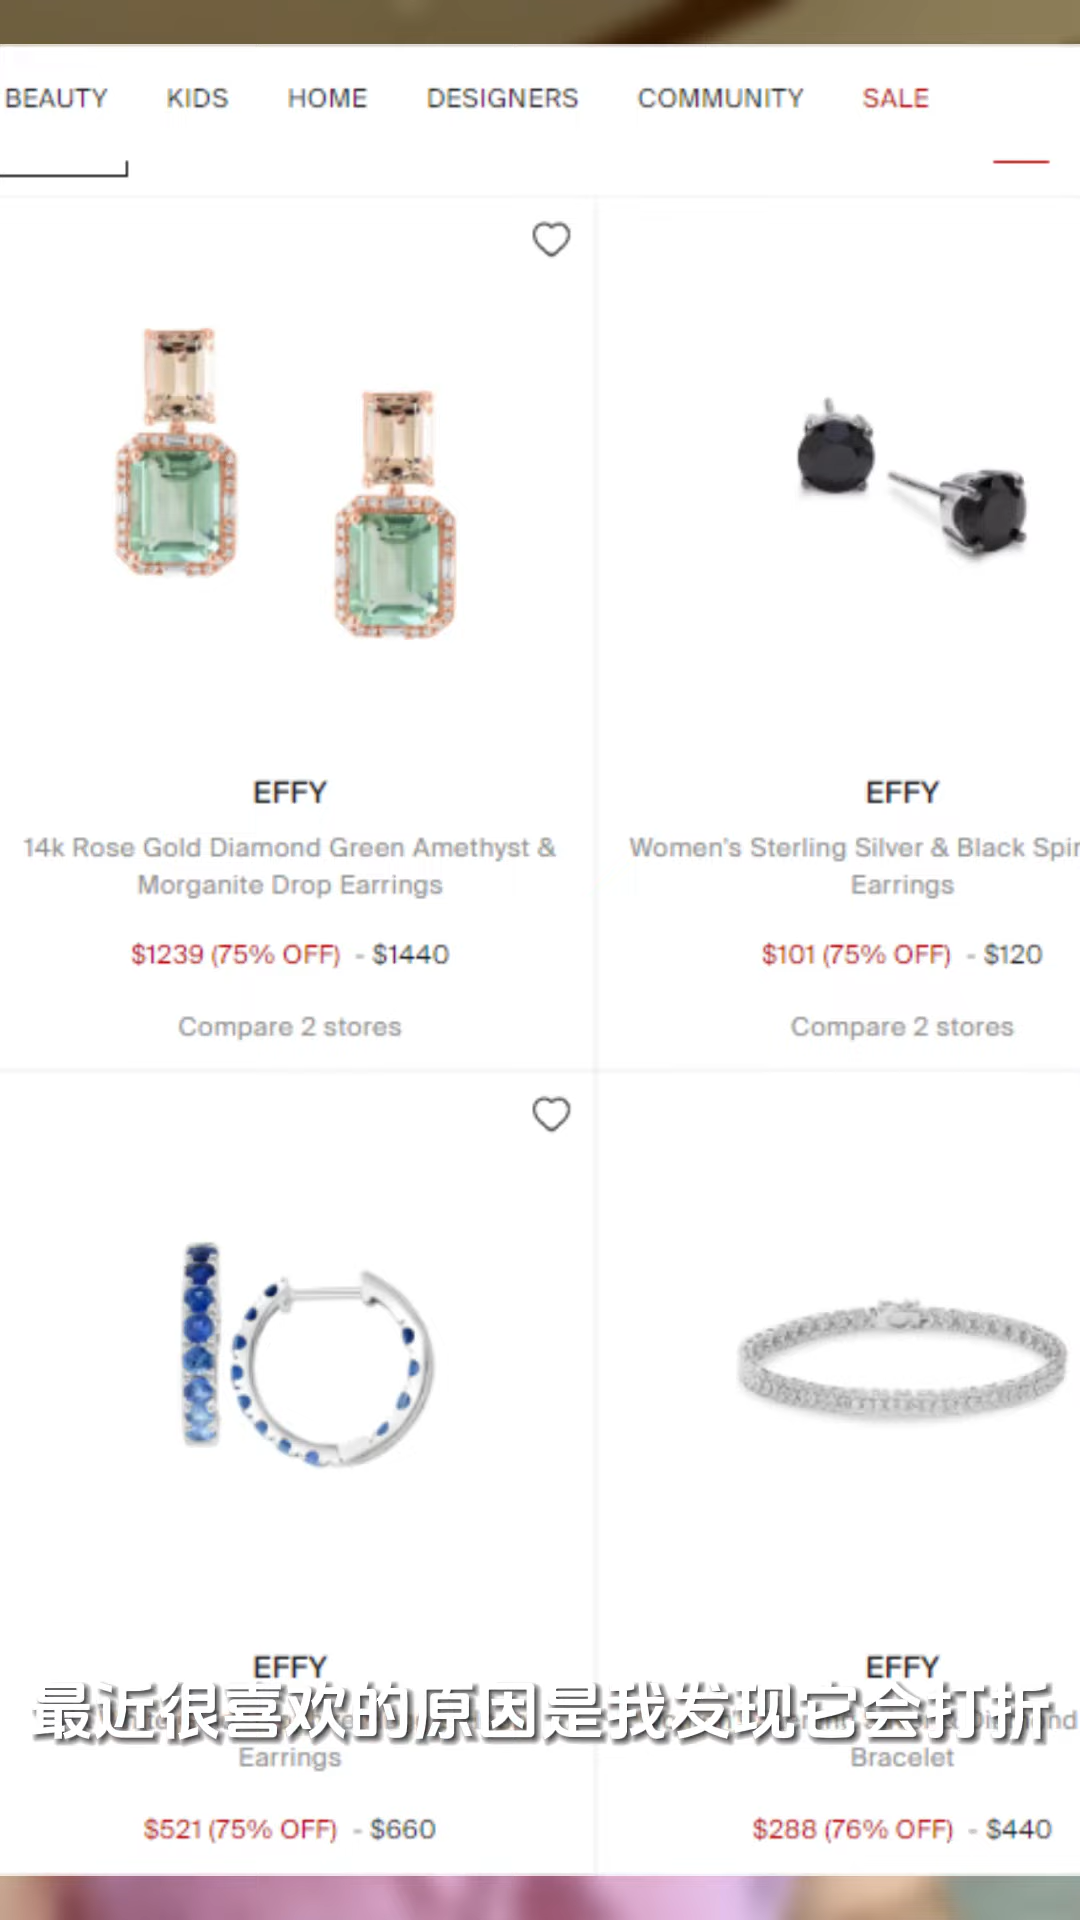 BEAUTY KIDS HOME DESIGNERS COMMUNITY SALE
EFFY
14k Rose Gold Diamond Green Amethyst &
Morganite Drop Earrings
$1239 (75% OFF) - $1440
Compare 2 stores
EFFY
Women's Sterling Silver & Black Spin
Earrings
$101 (75% OFF) - $120
Compare 2 stores
EFFY
Earrings
$521 (75% OFF) - $660
EFFY
Bracelet
$288 (76% OFF) - $440
最近很喜欢的原因是我发现它会打折